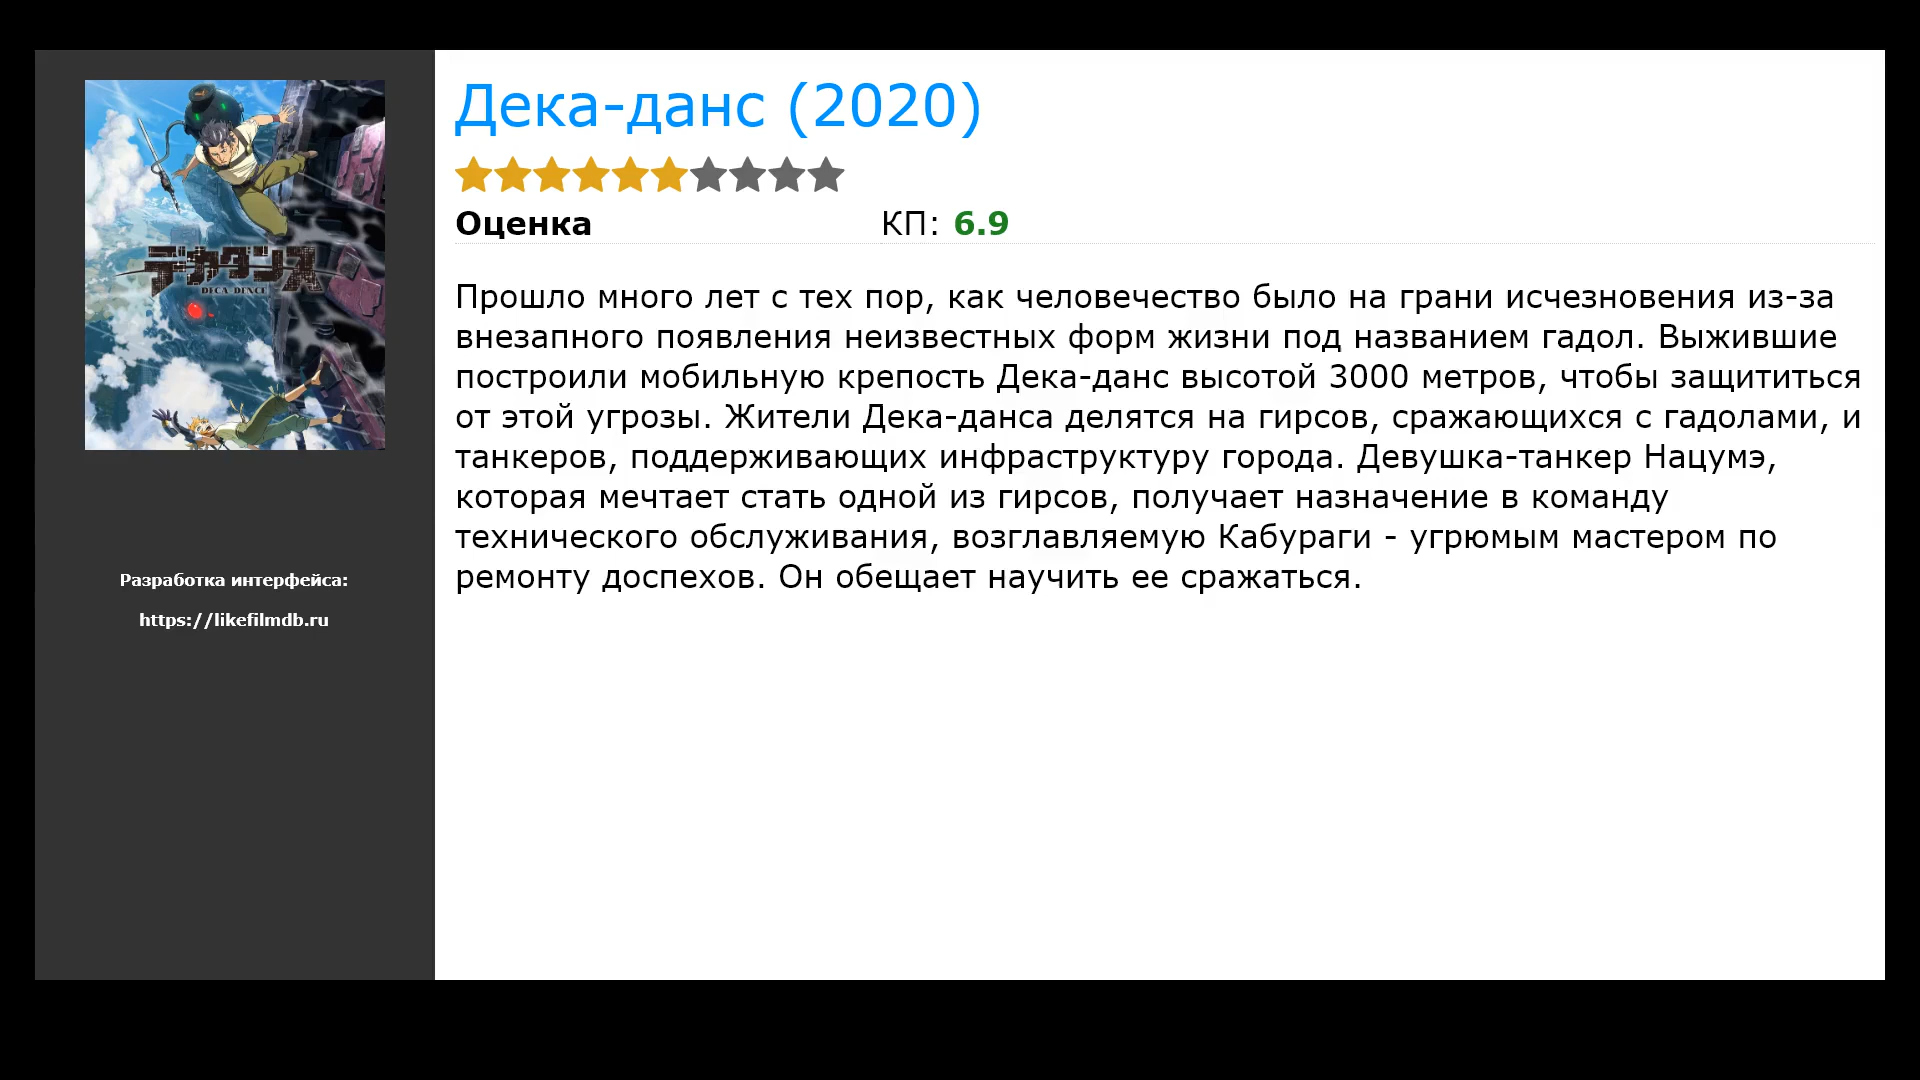 Дека-данс (2020)
Оценка КП: 6.9
Прошло много лет с тех пор, как человечество было на грани исчезновения из-за
внезапного появления неизвестных форм жизни под названием гадол. Выжившие
построили мобильную крепость Дека-данс высотой 3000 метров, чтобы защититься
от этой угрозы. Жители Дека-данса делятся на гирсов, сражающихся с гадолами, и
танкеров, поддерживающих инфраструктуру города. Девушка-танкер Нацумэ,
которая мечтает стать одной из гирсов, получает назначение в команду
технического обслуживания, возглавляемую Кабураги - угрюмым мастером по
ремонту доспехов. Он обещает научить ее сражаться.
デカダンス
DECA-DENCE
Разработка интерфейса:
https://likefilmdb.ru